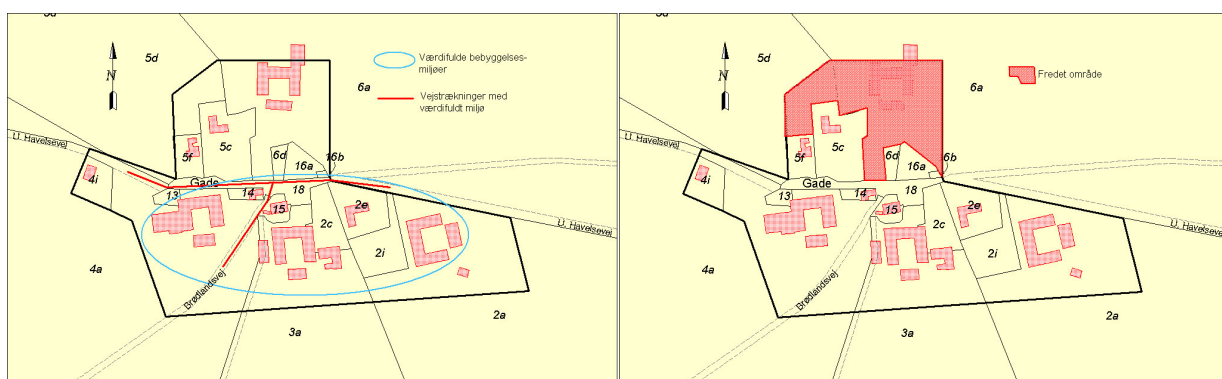 5a
5d
N
Værdifulde bebyggelses-
miljøer
Vejstrækninger med
værdifuldt miljø
6a
U. Havelsevej
5f
5c
6d
16a
16b
4i
13
Gade
14
18
15
2e
2c
2i
U. Havelsevej
4a
Brødlandsvej
3a
2a
5d
N
Fredet område
6a
U. Havelsevej
5f
5c
6d
16a
16b
4i
13
Gade
14
18
15
2e
2c
2i
U. Havelsevej
4a
Brødlandsvej
3a
2a